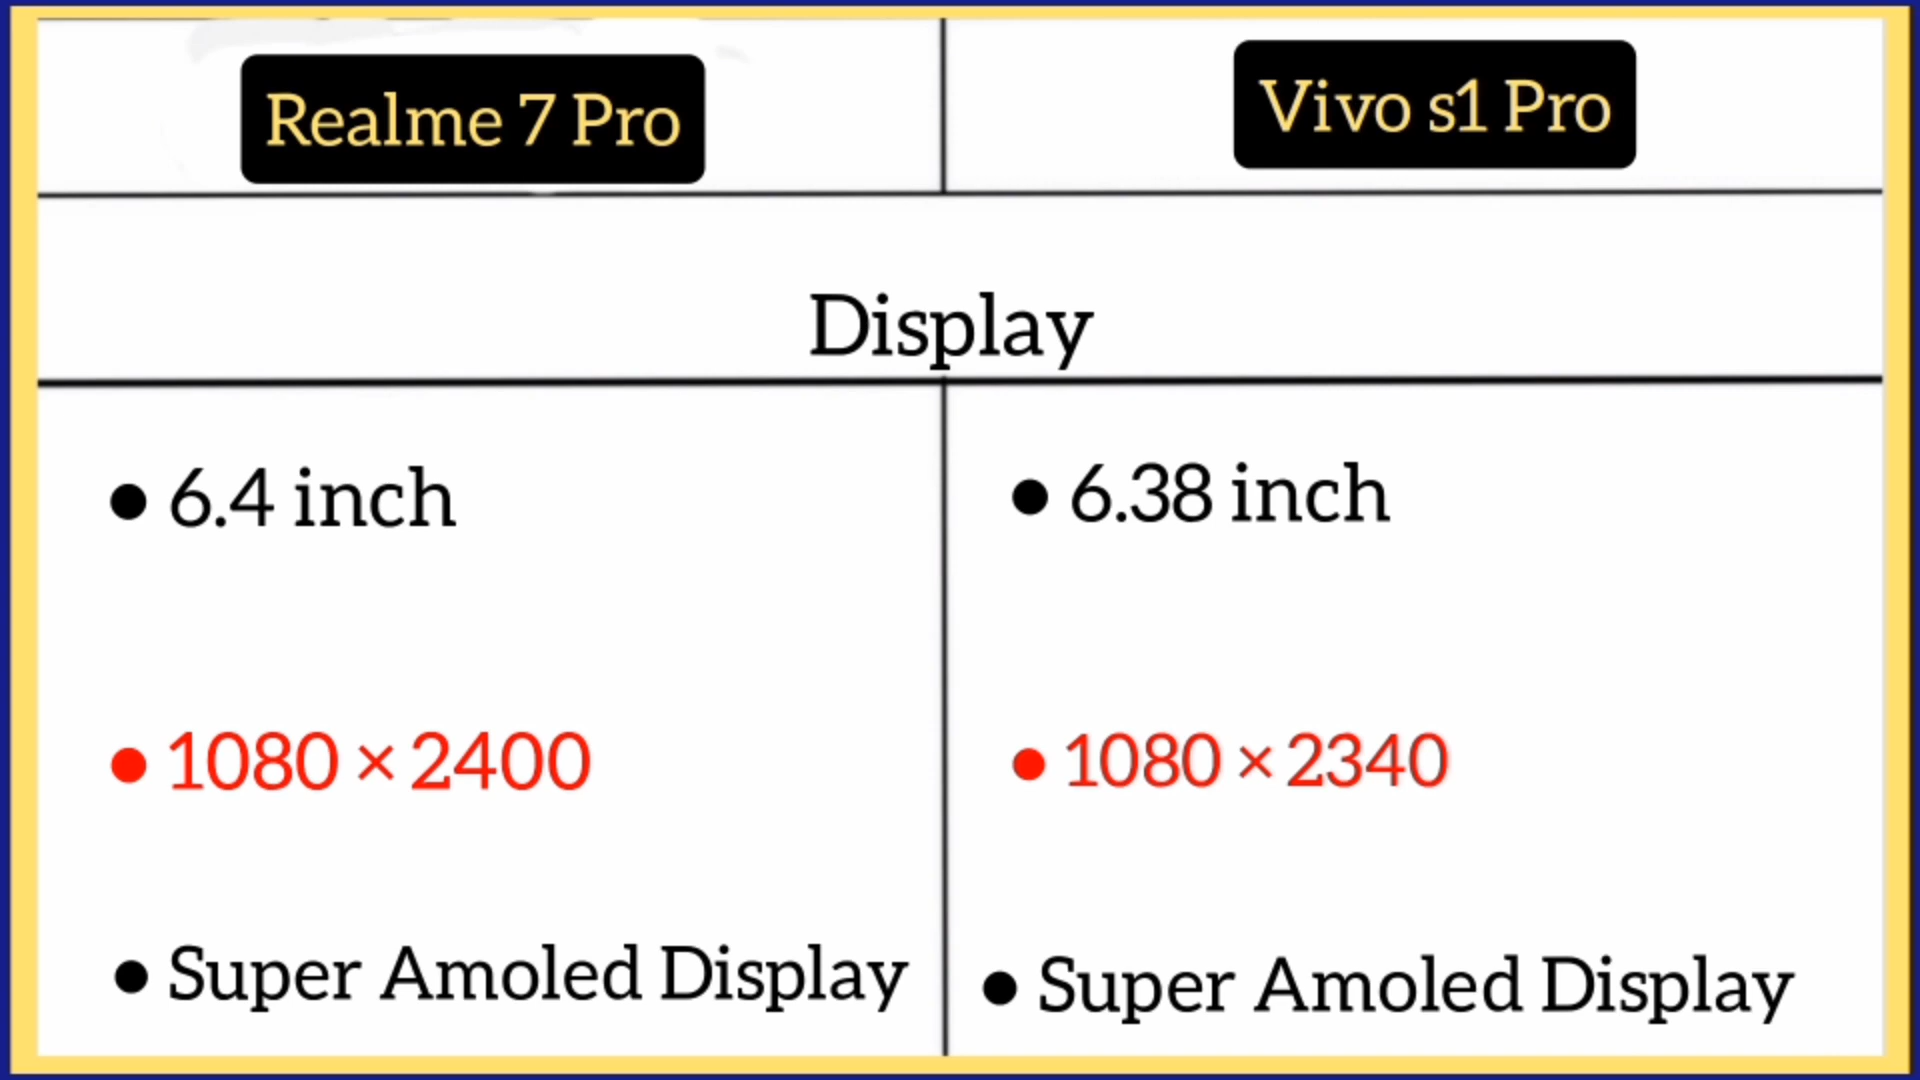 Realme 7 Pro
Vivo s1 Pro
Display
• 6.4 inch
• 6.38 inch
• 1080 × 2400
• 1080 × 2340
• Super Amoled Display
• Super Amoled Display